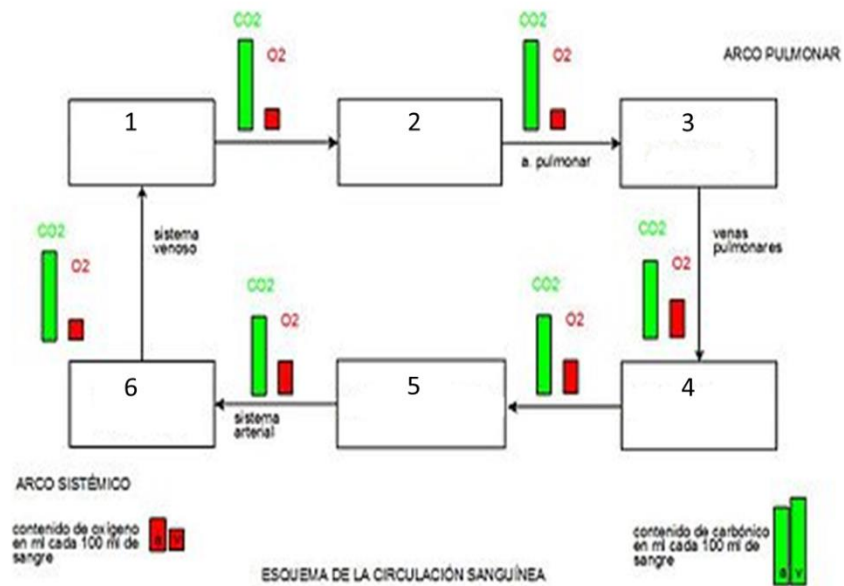 CO2
O2
CO2
O2
ARCO PULMONAR
1
2
3
a. pulmonar
CO2
O2
sistema
venoso
CO2
O2
venas
pulmonares
CO2
O2
CO2
O2
6
5
4
sistema
arterial
ARCO SISTÉMICO
contenido de oxígeno
en ml cada 100 ml de
sangre
V
contenido de carbónico
en ml cada 100 ml de
sangre
V
ESQUEMA DE LA CIRCULACIÓN SANGUÍNEA